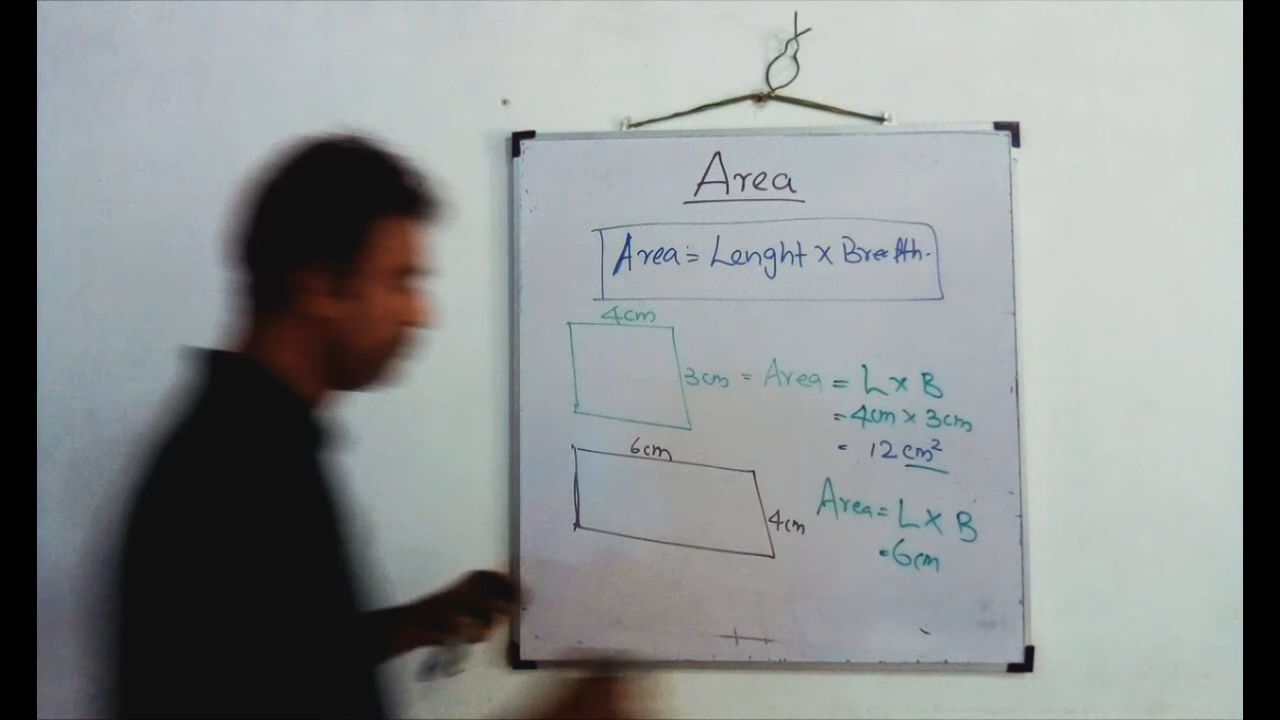 Area
Area = Lenght x Breadth.
4cm
3cm = Area = L x B
= 4cm x 3cm
= 12 cm²
6cm
4cm
Area = L x B
= 6cm